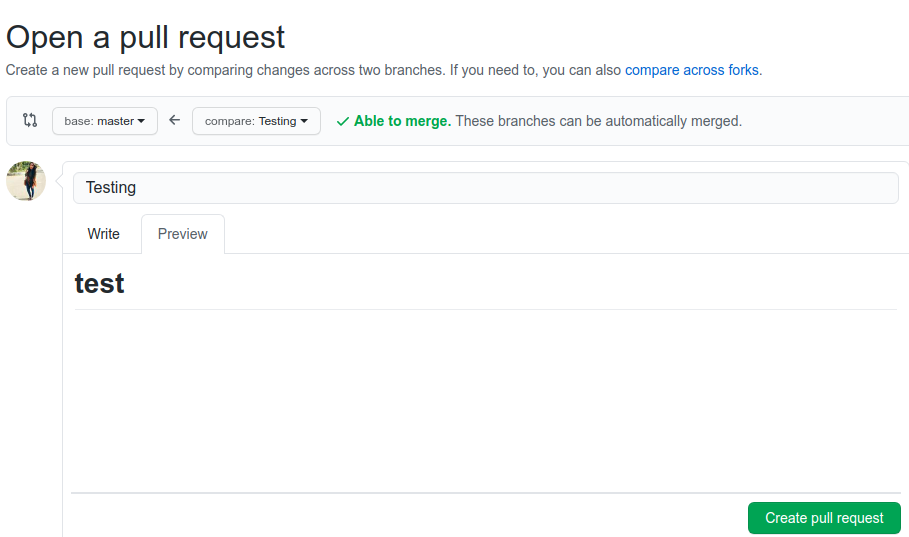 Open a pull request
Create a new pull request by comparing changes across two branches. If you need to, you can also compare across forks.
base: master compare: Testing Able to merge. These branches can be automatically merged.
Testing
Write Preview
test
Create pull request